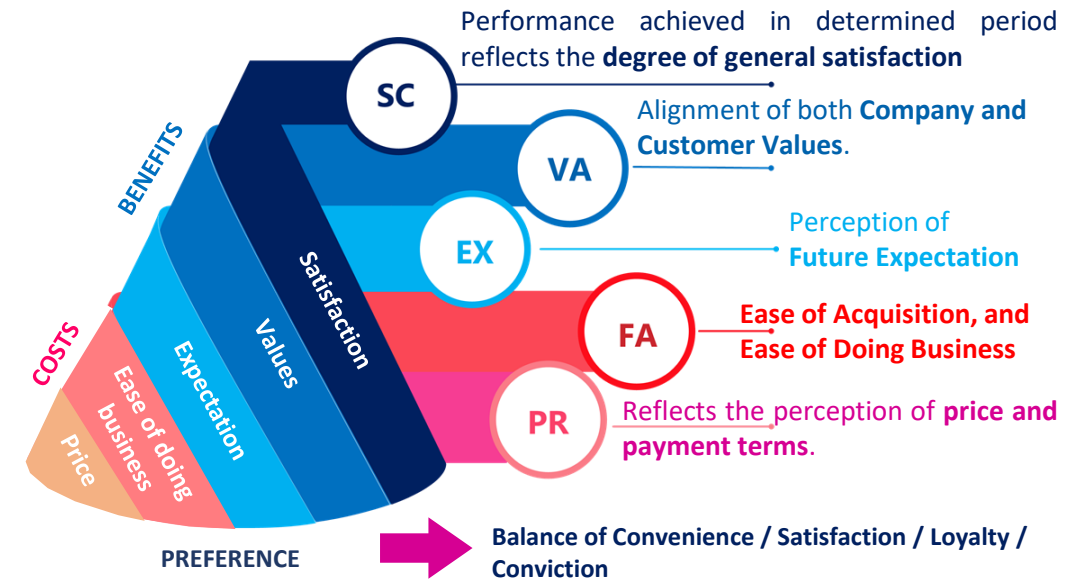 Performance achieved in determined period
reflects the degree of general satisfaction
SC
Alignment of both Company and
Customer Values.
VA
BENEFITS
Perception of
Future Expectation
EX
Satisfaction
Values
Expectation
Ease of doing
business
Price
COSTS
Ease of Acquisition, and
Ease of Doing Business
FA
Reflects the perception of price and
payment terms.
PR
PREFERENCE
Balance of Convenience / Satisfaction / Loyalty /
Conviction